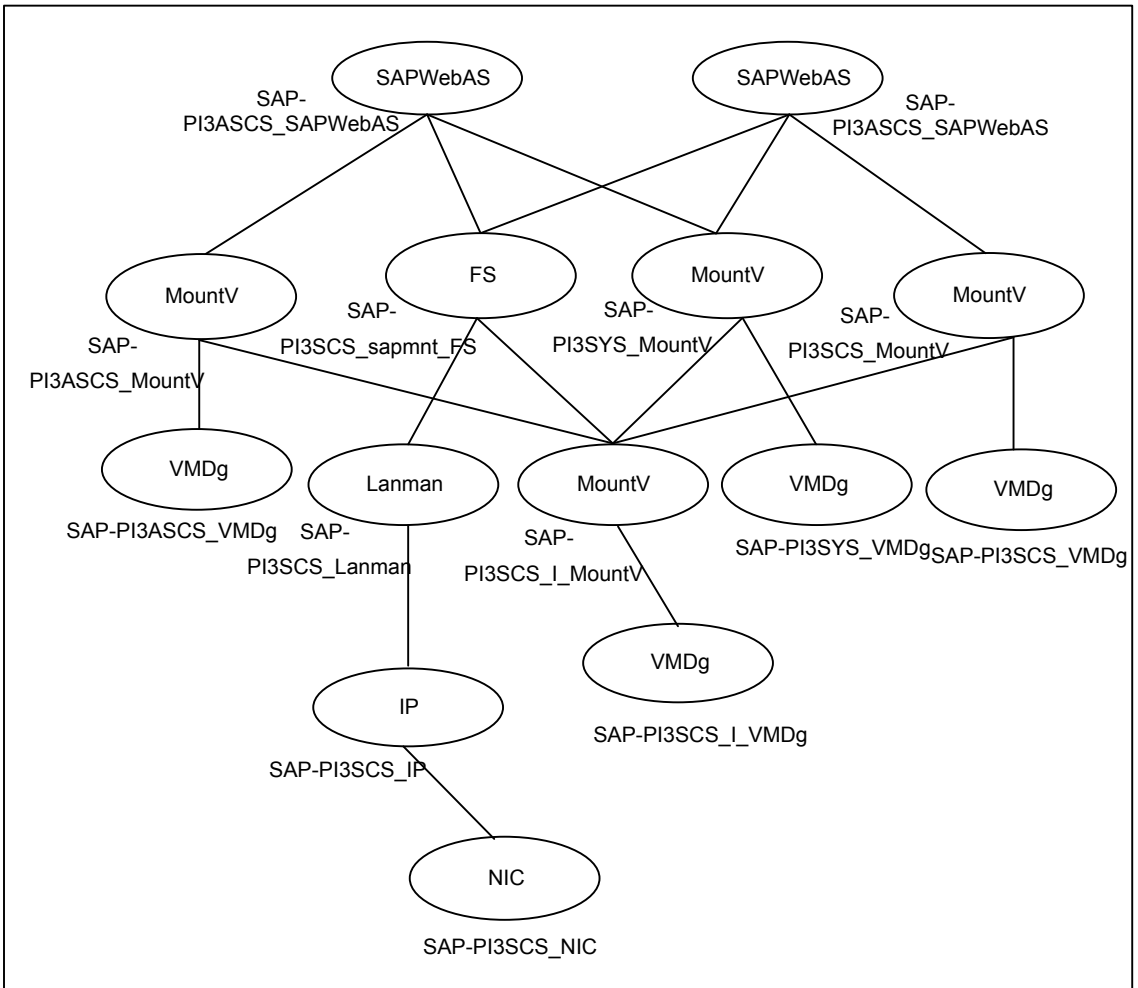 SAPWebAS
SAPWebAS
SAP-
PI3ASCS_SAPWebAS
SAP-
PI3ASCS_SAPWebAS
MountV
FS
MountV
MountV
SAP-
PI3ASCS_MountV
SAP-
PI3SCS_sapmnt_FS
SAP-
PI3SYS_MountV
SAP-
PI3SCS_MountV
VMDg
Lanman
MountV
VMDg
VMDg
SAP-PI3ASCS_VMDg
SAP-
PI3SCS_Lanman
SAP-
PI3SCS_I_MountV
SAP-PI3SYS_VMDg
SAP-PI3SCS_VMDg
VMDg
SAP-PI3SCS_I_VMDg
IP
SAP-PI3SCS_IP
NIC
SAP-PI3SCS_NIC